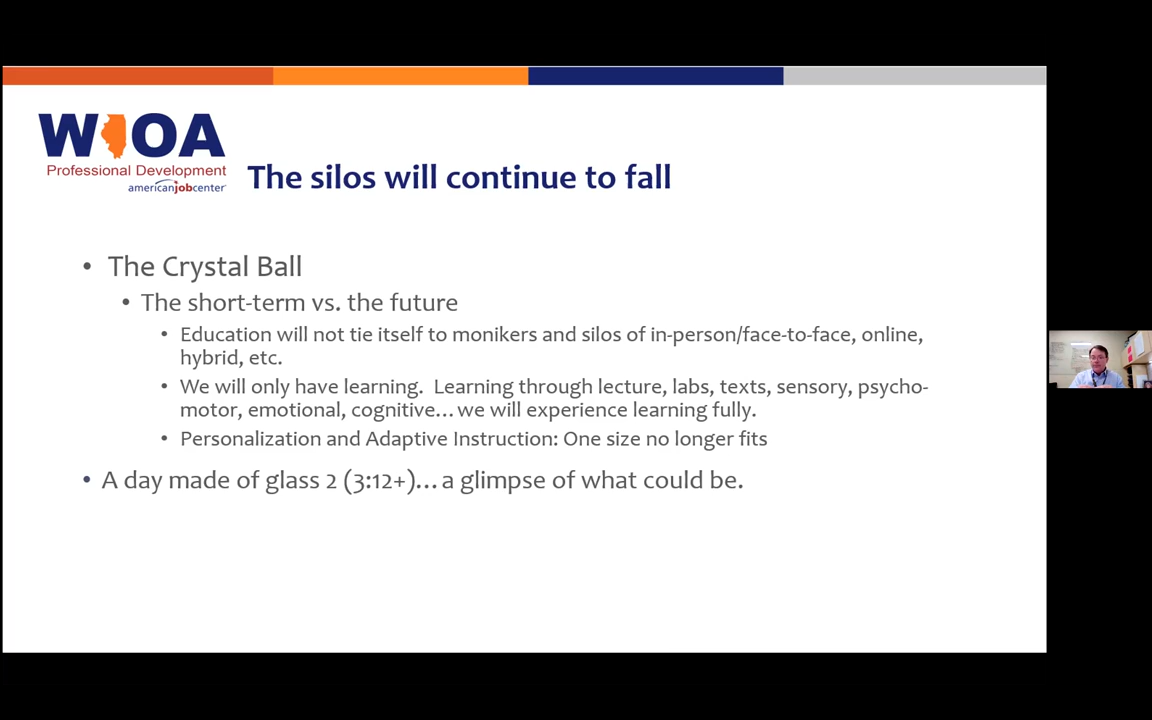 WIOA
Professional Development
americanjobcenter
The silos will continue to fall
• The Crystal Ball
• The short-term vs. the future
• Education will not tie itself to monikers and silos of in-person/face-to-face, online,
hybrid, etc.
• We will only have learning. Learning through lecture, labs, texts, sensory, psycho-
motor, emotional, cognitive…we will experience learning fully.
• Personalization and Adaptive Instruction: One size no longer fits
• A day made of glass 2 (3:12+)…a glimpse of what could be.